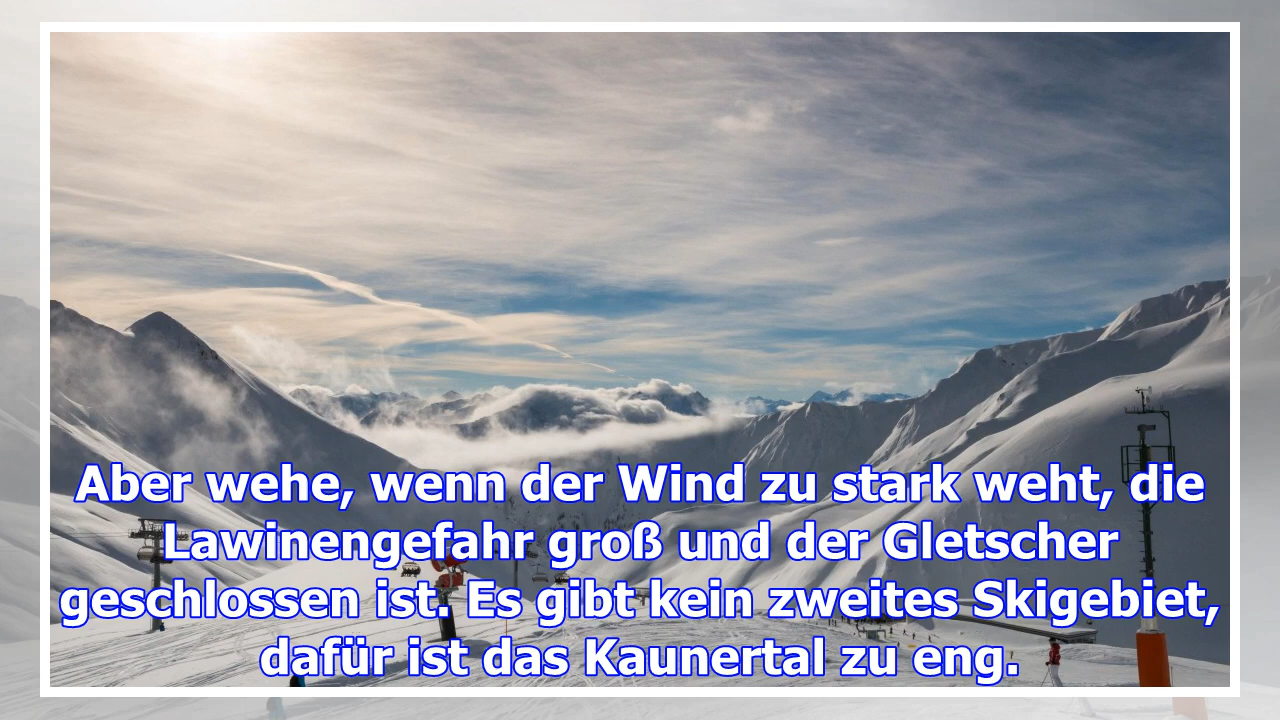 Aber wehe, wenn der Wind zu stark weht, die
Lawinengefahr groß und der Gletscher
geschlossen ist. Es gibt kein zweites Skigebiet,
dafür ist das Kaunertal zu eng.